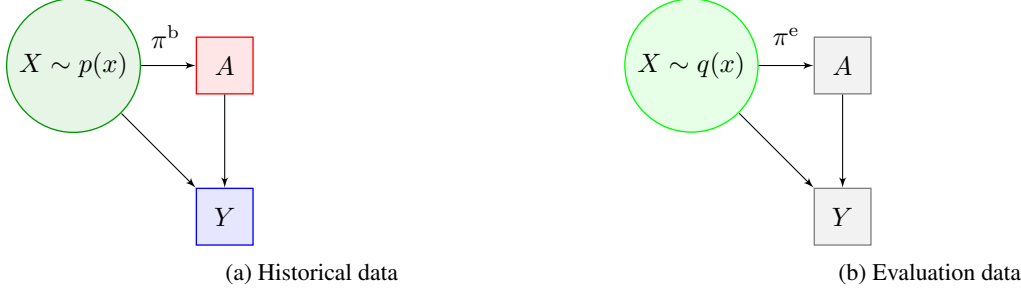 π^b
X ∼ p(x)
A
Y
(a) Historical data
π^e
X ∼ q(x)
A
Y
(b) Evaluation data